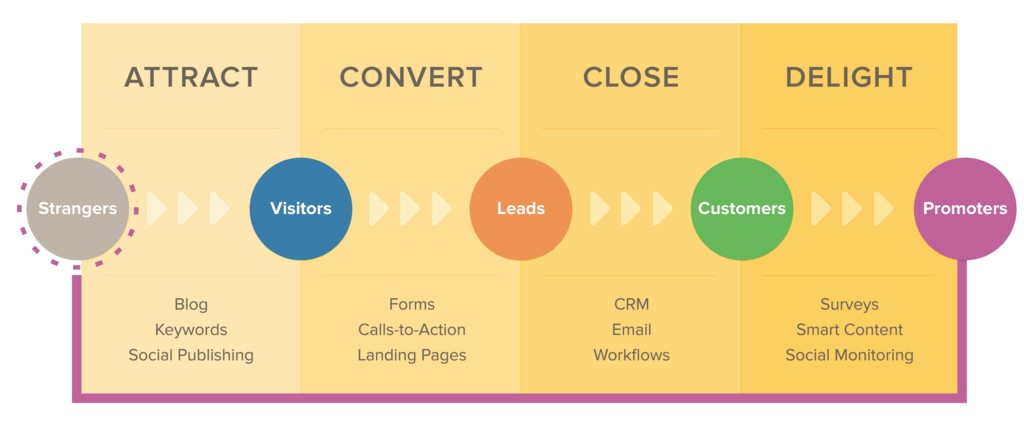 ATTRACT
CONVERT
CLOSE
DELIGHT
Strangers
Visitors
Leads
Customers
Promoters
Blog
Keywords
Social Publishing
Forms
Calls-to-Action
Landing Pages
CRM
Email
Workflows
Surveys
Smart Content
Social Monitoring